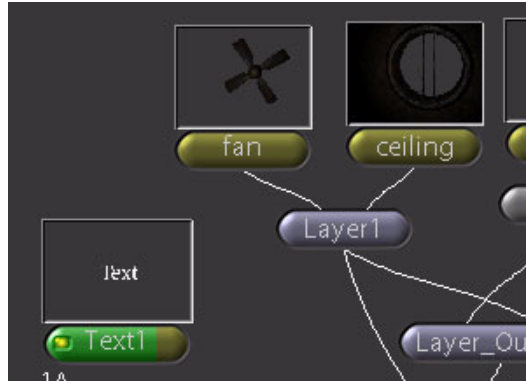 fan
ceiling
Layer1
Text
Text1
Layer_Ou
1A